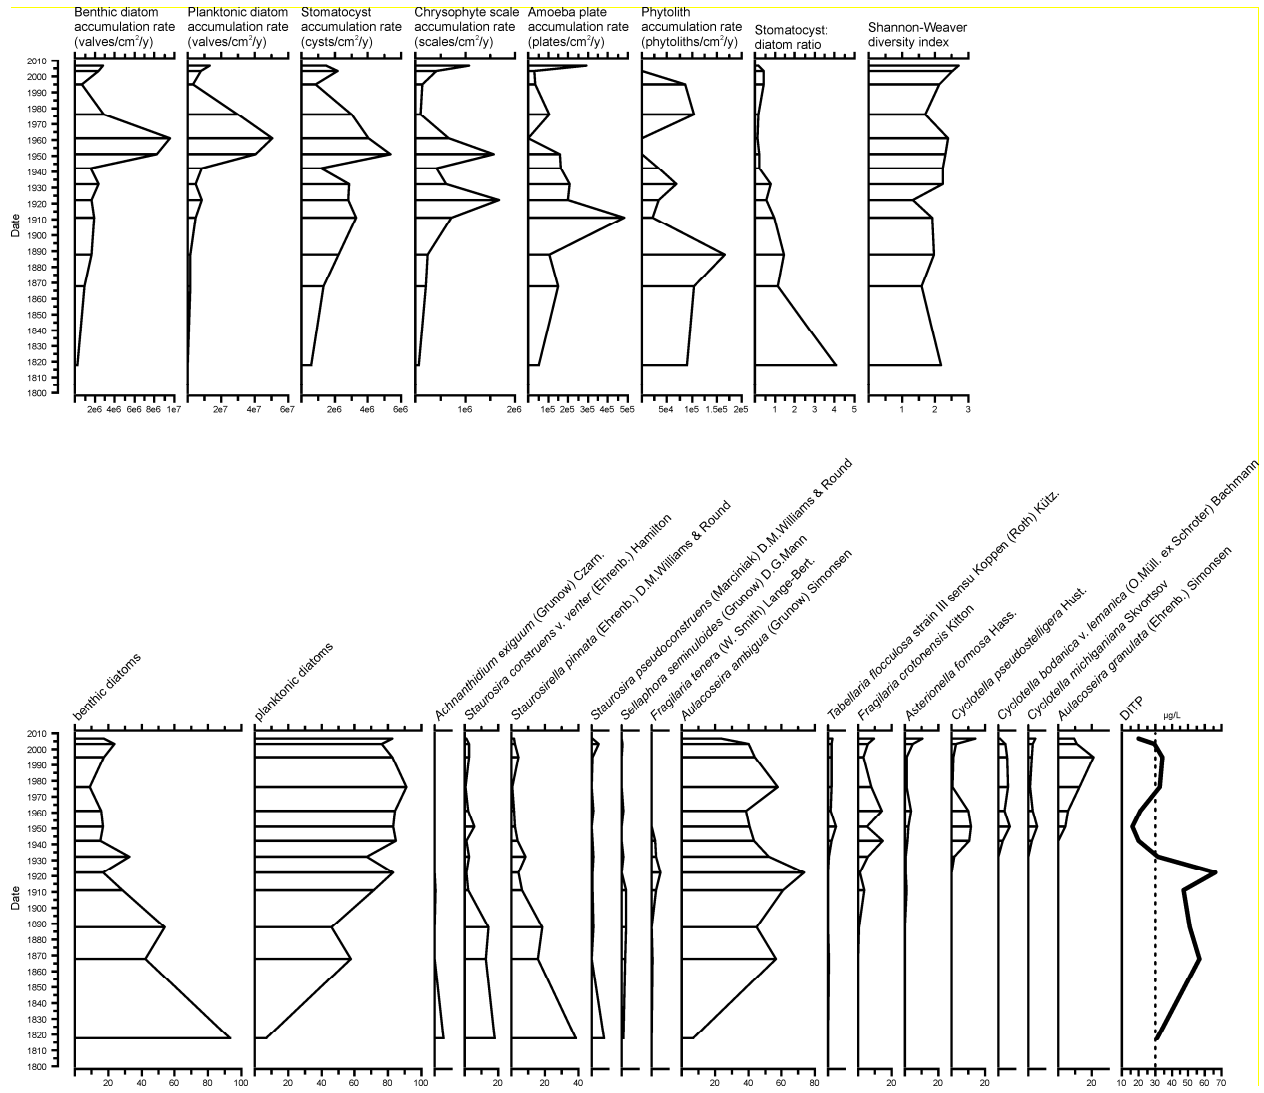 Benthic diatom
accumulation rate
(valves/cm²/y)
Planktonic diatom
accumulation rate
(valves/cm²/y)
Stomatocyst
accumulation rate
(cysts/cm²/y)
Chrysophyte scale
accumulation rate
(scales/cm²/y)
Amoeba plate
accumulation rate
(plates/cm²/y)
Phytolith
accumulation rate
(phytoliths/cm²/y)
Stomatocyst:
diatom ratio
Shannon-Weaver
diversity index
2010
2000
1990
1980
1970
1960
1950
1940
1930
1920
1910
1900
1890
1880
1870
1860
1850
1840
1830
1820
1810
1800
Date
2e6 4e6 6e6 8e6 1e7
2e7 4e7 6e7
2e6 4e6 6e6
1e6 2e6
1e5 2e5 3e5 4e5 5e5
5e4 1e5 1.5e5 2e5
1 2 3 4 5
1 2 3
benthic diatoms
planktonic diatoms
Achnanthidium exiguum (Grunow) Czarn.
Staurosira construens v. venter (Ehrenb.) Hamilton
Staurosirella pinnata (Ehrenb.) D.M.Williams & Round
Staurosira pseudoconstruens (Marciniak) D.M.Williams & Round
Sellaphora seminuloides (Grunow) D.G.Mann
Fragilaria tenera (W. Smith) Lange-Bert.
Aulacoseira ambigua (Grunow) Simonsen
Tabellaria flocculosa strain III sensu Koppen (Roth) Kütz.
Fragilaria crotonensis Kitton
Asterionella formosa Hass.
Cyclotella pseudostelligera Hust.
Cyclotella bodanica v. lemanica (O.Müll. ex Schroter) Bachmann
Cyclotella michiganiana Skvortsov
Aulacoseira granulata (Ehrenb.) Simonsen
DITP
µg/L
2010
2000
1990
1980
1970
1960
1950
1940
1930
1920
1910
1900
1090
1880
1870
1860
1850
1840
1830
1820
1810
1800
Date
20 40 60 80 100
20 40 60 80 100
20
20 40
20 40 60 80
20
20
20
20
10 20 30 40 50 60 70